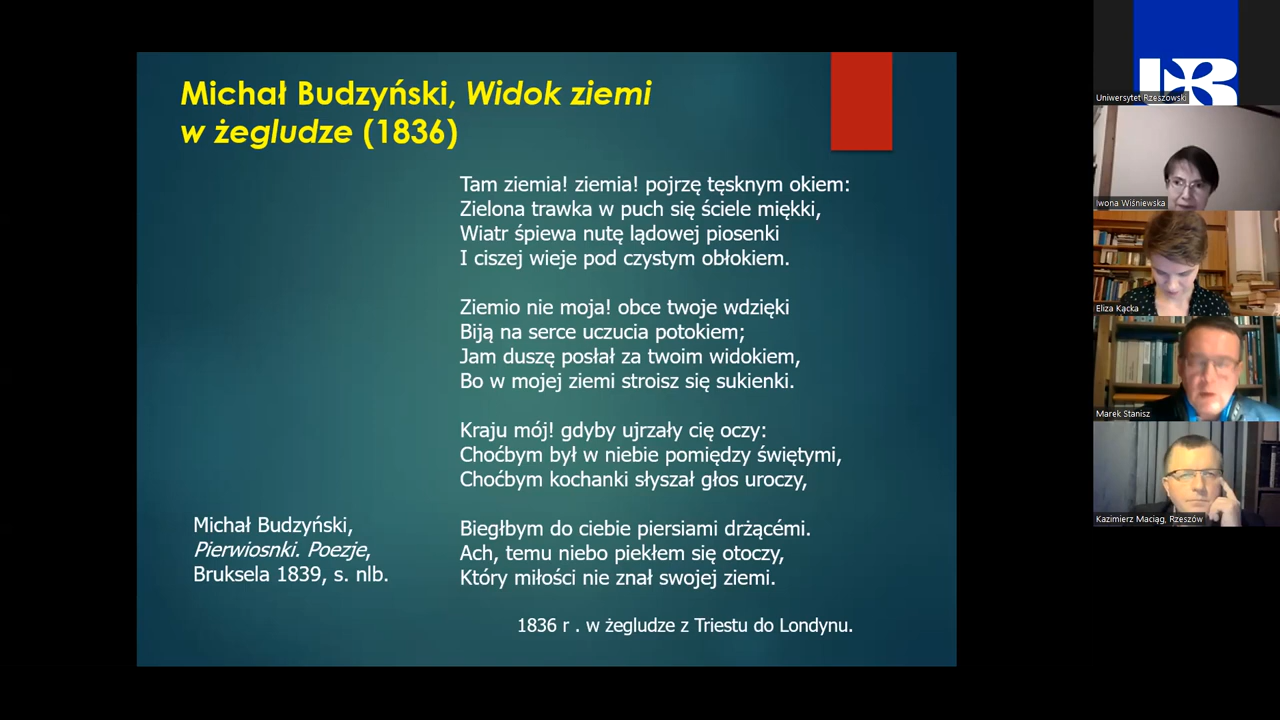 Michał Budzyński, Widok ziemi
w żegludze (1836)
Tam ziemia! ziemia! pojrzę tęsknym okiem:
Zielona trawka w puch się ściele miękki,
Wiatr śpiewa nutę lądowej piosenki
I ciszej wieje pod czystym obłokiem.
Ziemio nie moja! obce twoje wdzięki
Biją na serce uczucia potokiem;
Jam duszę posłał za twoim widokiem,
Bo w mojej ziemi stroisz się sukienki.
Kraju mój! gdyby ujrzały cię oczy:
Choćbym był w niebie pomiędzy świętymi,
Choćbym kochanki słyszał głos uroczy,
Biegłbym do ciebie piersiami drżącémi.
Ach, temu niebo piekłem się otoczy,
Który miłości nie znał swojej ziemi.
1836 r . w żegludze z Triestu do Londynu.
Michał Budzyński,
Pierwiosnki. Poezje,
Bruksela 1839, s. nlb.
UR
Uniwersytet Rzeszowski
Iwona Wiśniewska
Eliza Kącka
Marek Stanisz
Kazimierz Maciąg, Rzeszów